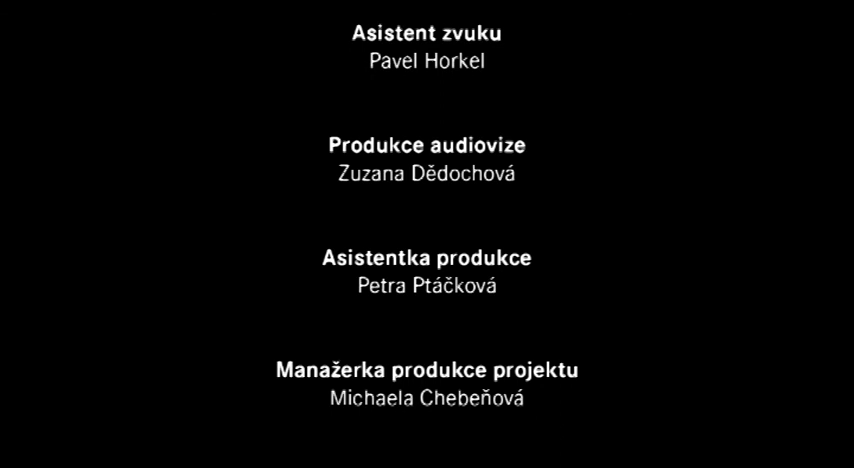 Asistent zvuku
Pavel Horkel
Produkce audiovize
Zuzana Dědochová
Asistentka produkce
Petra Ptáčková
Manažerka produkce projektu
Michaela Chebeňová